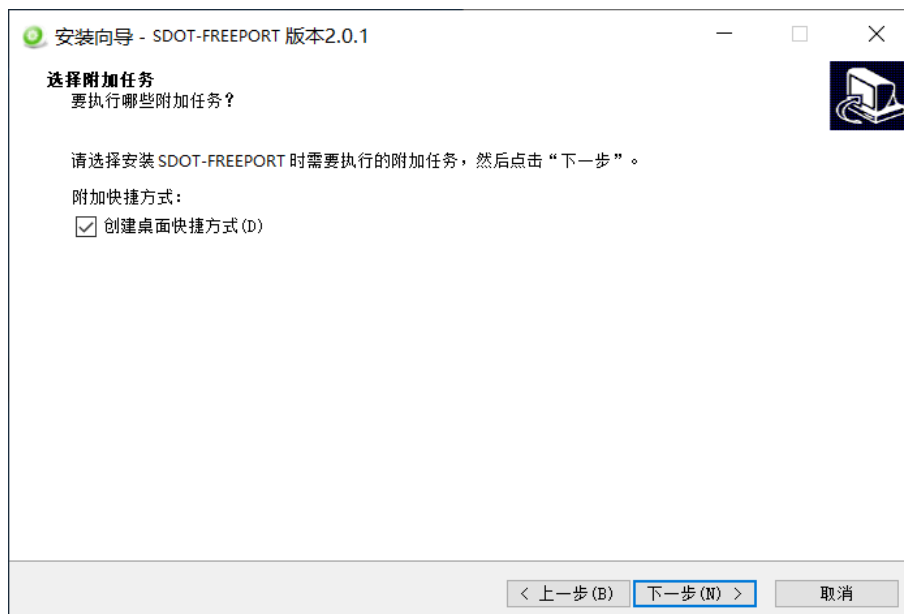 安装向导 - SDOT-FREEPORT 版本2.0.1
选择附加任务
要执行哪些附加任务？
请选择安装 SDOT-FREEPORT 时需要执行的附加任务，然后点击“下一步”。
附加快捷方式：
创建桌面快捷方式(D)
< 上一步(B) 下一步(N) > 取消